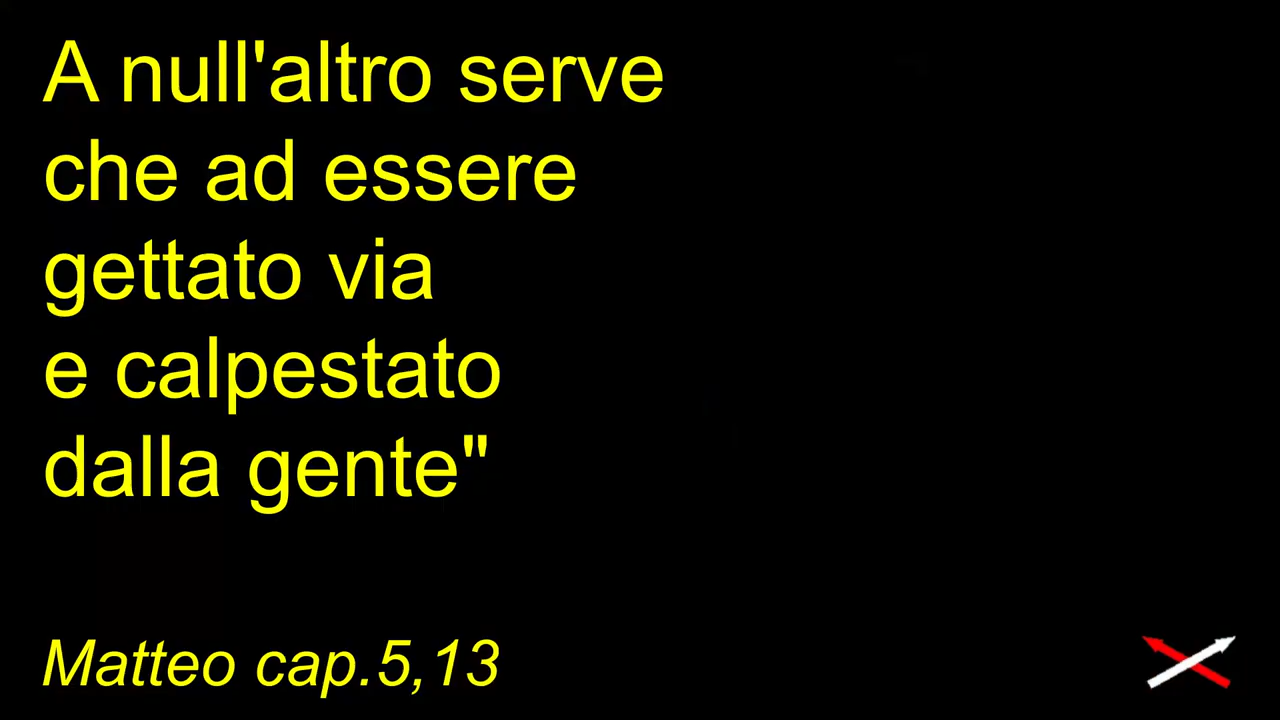 A null'altro serve
che ad essere
gettato via
e calpestato
dalla gente"
Matteo cap.5,13